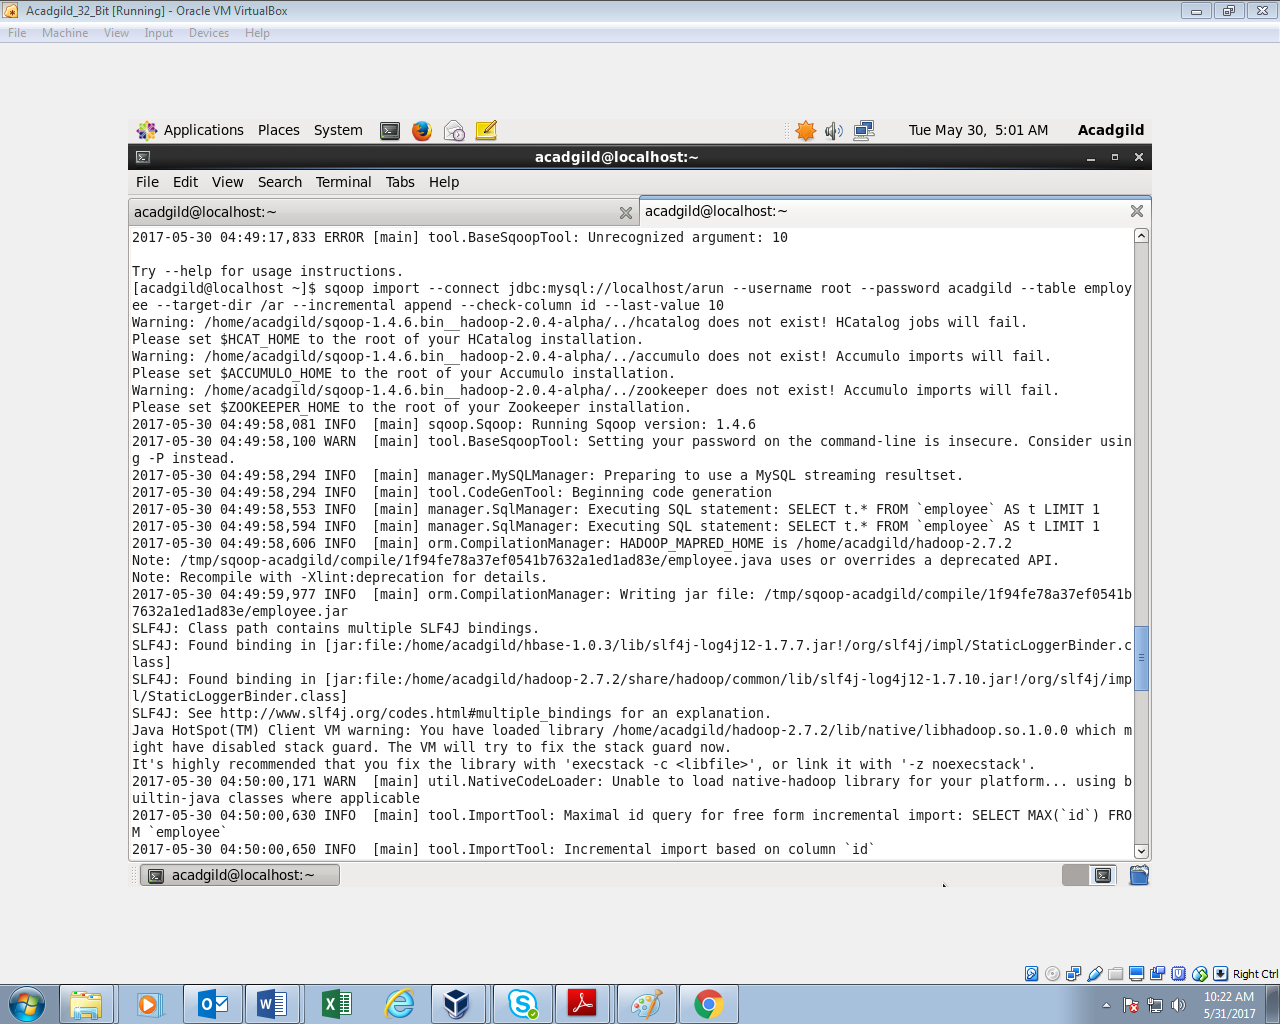 Acadgild_32_Bit [Running] - Oracle VM VirtualBox
File Machine View Input Devices Help
Applications Places System Tue May 30, 5:01 AM Acadgild
acadgild@localhost:~
File Edit View Search Terminal Tabs Help
acadgild@localhost:~ acadgild@localhost:~
2017-05-30 04:49:17,833 ERROR [main] tool.BaseSqoopTool: Unrecognized argument: 10
Try --help for usage instructions.
[acadgild@localhost ~]$ sqoop import --connect jdbc:mysql://localhost/arun --username root --password acadgild --table employ
ee --target-dir /ar --incremental append --check-column id --last-value 10
Warning: /home/acadgild/sqoop-1.4.6.bin__hadoop-2.0.4-alpha/../hcatalog does not exist! HCatalog jobs will fail.
Please set $HCAT_HOME to the root of your HCatalog installation.
Warning: /home/acadgild/sqoop-1.4.6.bin__hadoop-2.0.4-alpha/../accumulo does not exist! Accumulo imports will fail.
Please set $ACCUMULO_HOME to the root of your Accumulo installation.
Warning: /home/acadgild/sqoop-1.4.6.bin__hadoop-2.0.4-alpha/../zookeeper does not exist! Accumulo imports will fail.
Please set $ZOOKEEPER_HOME to the root of your Zookeeper installation.
2017-05-30 04:49:58,081 INFO  [main] sqoop.Sqoop: Running Sqoop version: 1.4.6
2017-05-30 04:49:58,100 WARN  [main] tool.BaseSqoopTool: Setting your password on the command-line is insecure. Consider usin
g -P instead.
2017-05-30 04:49:58,294 INFO  [main] manager.MySQLManager: Preparing to use a MySQL streaming resultset.
2017-05-30 04:49:58,294 INFO  [main] tool.CodeGenTool: Beginning code generation
2017-05-30 04:49:58,553 INFO  [main] manager.SqlManager: Executing SQL statement: SELECT t.* FROM `employee` AS t LIMIT 1
2017-05-30 04:49:58,594 INFO  [main] manager.SqlManager: Executing SQL statement: SELECT t.* FROM `employee` AS t LIMIT 1
2017-05-30 04:49:58,606 INFO  [main] orm.CompilationManager: HADOOP_MAPRED_HOME is /home/acadgild/hadoop-2.7.2
Note: /tmp/sqoop-acadgild/compile/1f94fe78a37ef0541b7632a1ed1ad83e/employee.java uses or overrides a deprecated API.
Note: Recompile with -Xlint:deprecation for details.
2017-05-30 04:49:59,977 INFO  [main] orm.CompilationManager: Writing jar file: /tmp/sqoop-acadgild/compile/1f94fe78a37ef0541b
7632a1ed1ad83e/employee.jar
SLF4J: Class path contains multiple SLF4J bindings.
SLF4J: Found binding in [jar:file:/home/acadgild/hbase-1.0.3/lib/slf4j-log4j12-1.7.7.jar!/org/slf4j/impl/StaticLoggerBinder.c
lass]
SLF4J: Found binding in [jar:file:/home/acadgild/hadoop-2.7.2/share/hadoop/common/lib/slf4j-log4j12-1.7.10.jar!/org/slf4j/imp
l/StaticLoggerBinder.class]
SLF4J: See http://www.slf4j.org/codes.html#multiple_bindings for an explanation.
Java HotSpot(TM) Client VM warning: You have loaded library /home/acadgild/hadoop-2.7.2/lib/native/libhadoop.so.1.0.0 which m
ight have disabled stack guard. The VM will try to fix the stack guard now.
It's highly recommended that you fix the library with 'execstack -c <libfile>', or link it with '-z noexecstack'.
2017-05-30 04:50:00,171 WARN  [main] util.NativeCodeLoader: Unable to load native-hadoop library for your platform... using b
uiltin-java classes where applicable
2017-05-30 04:50:00,630 INFO  [main] tool.ImportTool: Maximal id query for free form incremental import: SELECT MAX(`id`) FRO
M `employee`
2017-05-30 04:50:00,650 INFO  [main] tool.ImportTool: Incremental import based on column `id`
acadgild@localhost:~
Right Ctrl
10:22 AM
5/31/2017